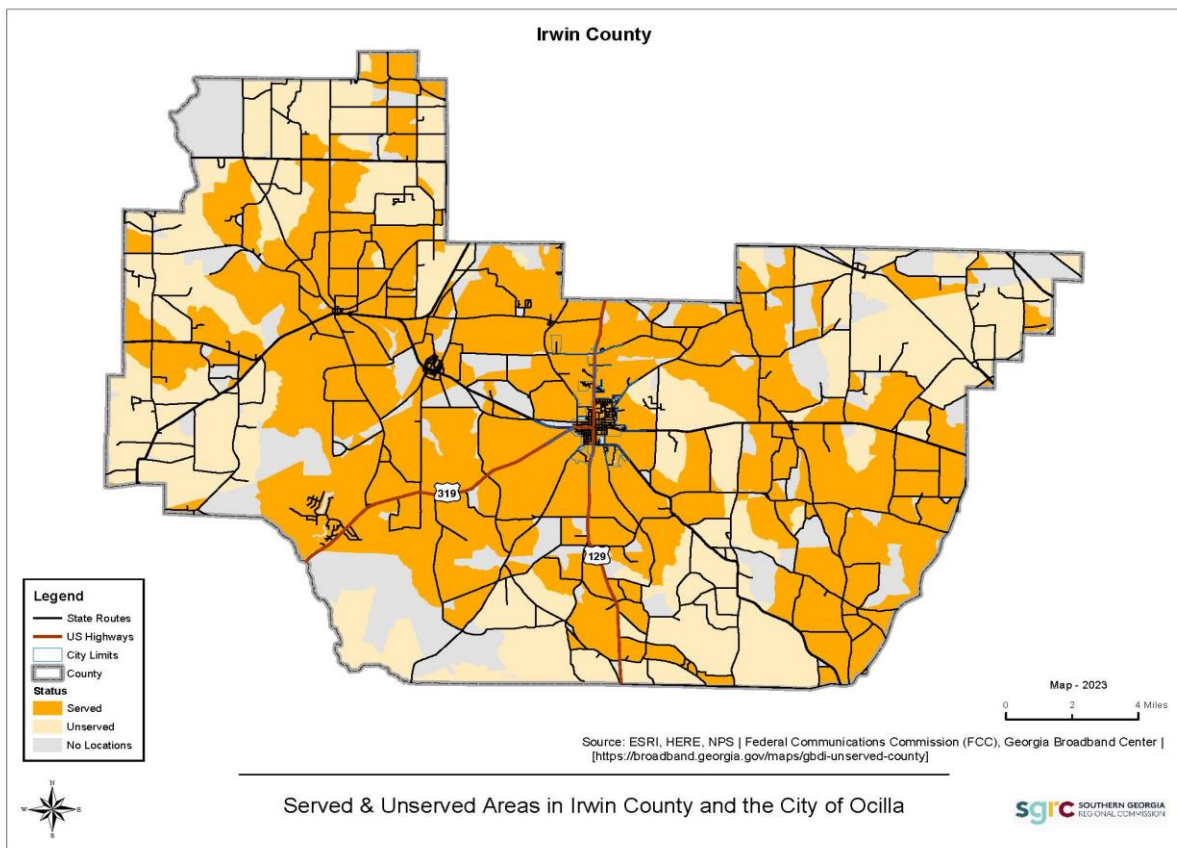 Irwin County
319
129
Legend
State Routes
US Highways
City Limits
County
Status
Served
Unserved
No Locations
Map - 2023
0 2 4 Miles
Source: ESRI, HERE, NPS | Federal Communications Commission (FCC), Georgia Broadband Center |
[https://broadband.georgia.gov/maps/gbdi-unserved-county]
N
W E
S
Served & Unserved Areas in Irwin County and the City of Ocilla
sgrc SOUTHERN GEORGIA
REGIONAL COMMISSION